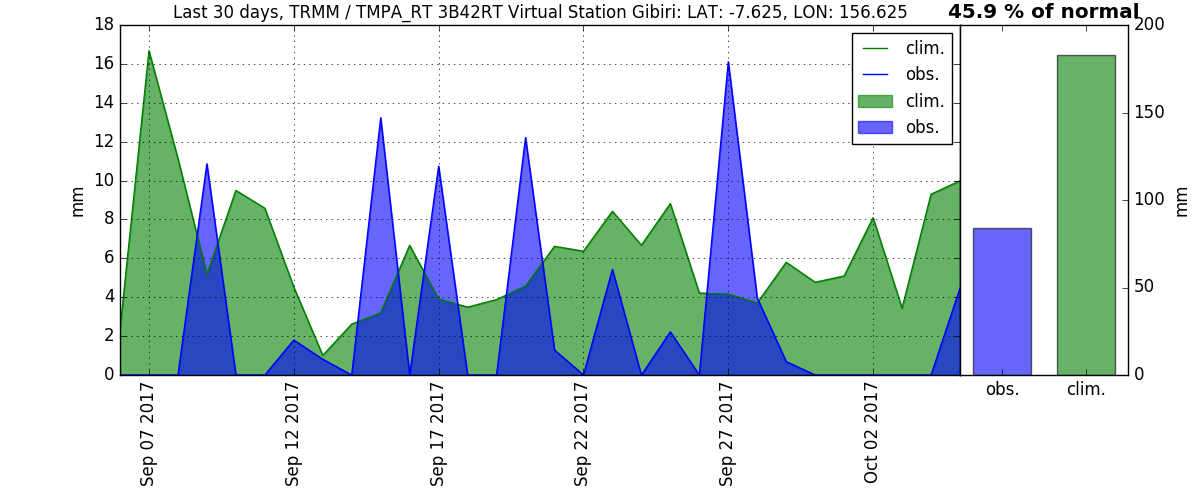 Last 30 days, TRMM / TMPA_RT 3B42RT Virtual Station Gibiri: LAT: -7.625, LON: 156.625
45.9 % of normal
18
16
14
12
10
8
6
4
2
0
mm
clim.
obs.
clim.
obs.
200
150
100
50
0
mm
Sep 07 2017
Sep 12 2017
Sep 17 2017
Sep 22 2017
Sep 27 2017
Oct 02 2017
obs.
clim.